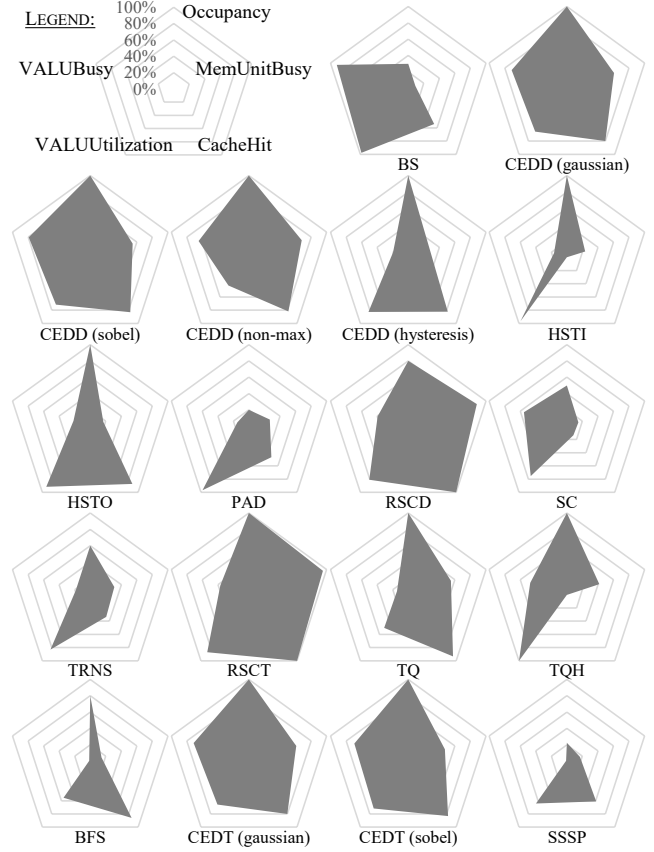 LEGEND:
100%
80%
60%
40%
20%
0%
Occupancy
VALUBusy
MemUnitBusy
VALUUtilization
CacheHit
BS
CEDD (gaussian)
CEDD (sobel)
CEDD (non-max)
CEDD (hysteresis)
HSTI
HSTO
PAD
RSCD
SC
TRNS
RSCT
TQ
TQH
BFS
CEDT (gaussian)
CEDT (sobel)
SSSP